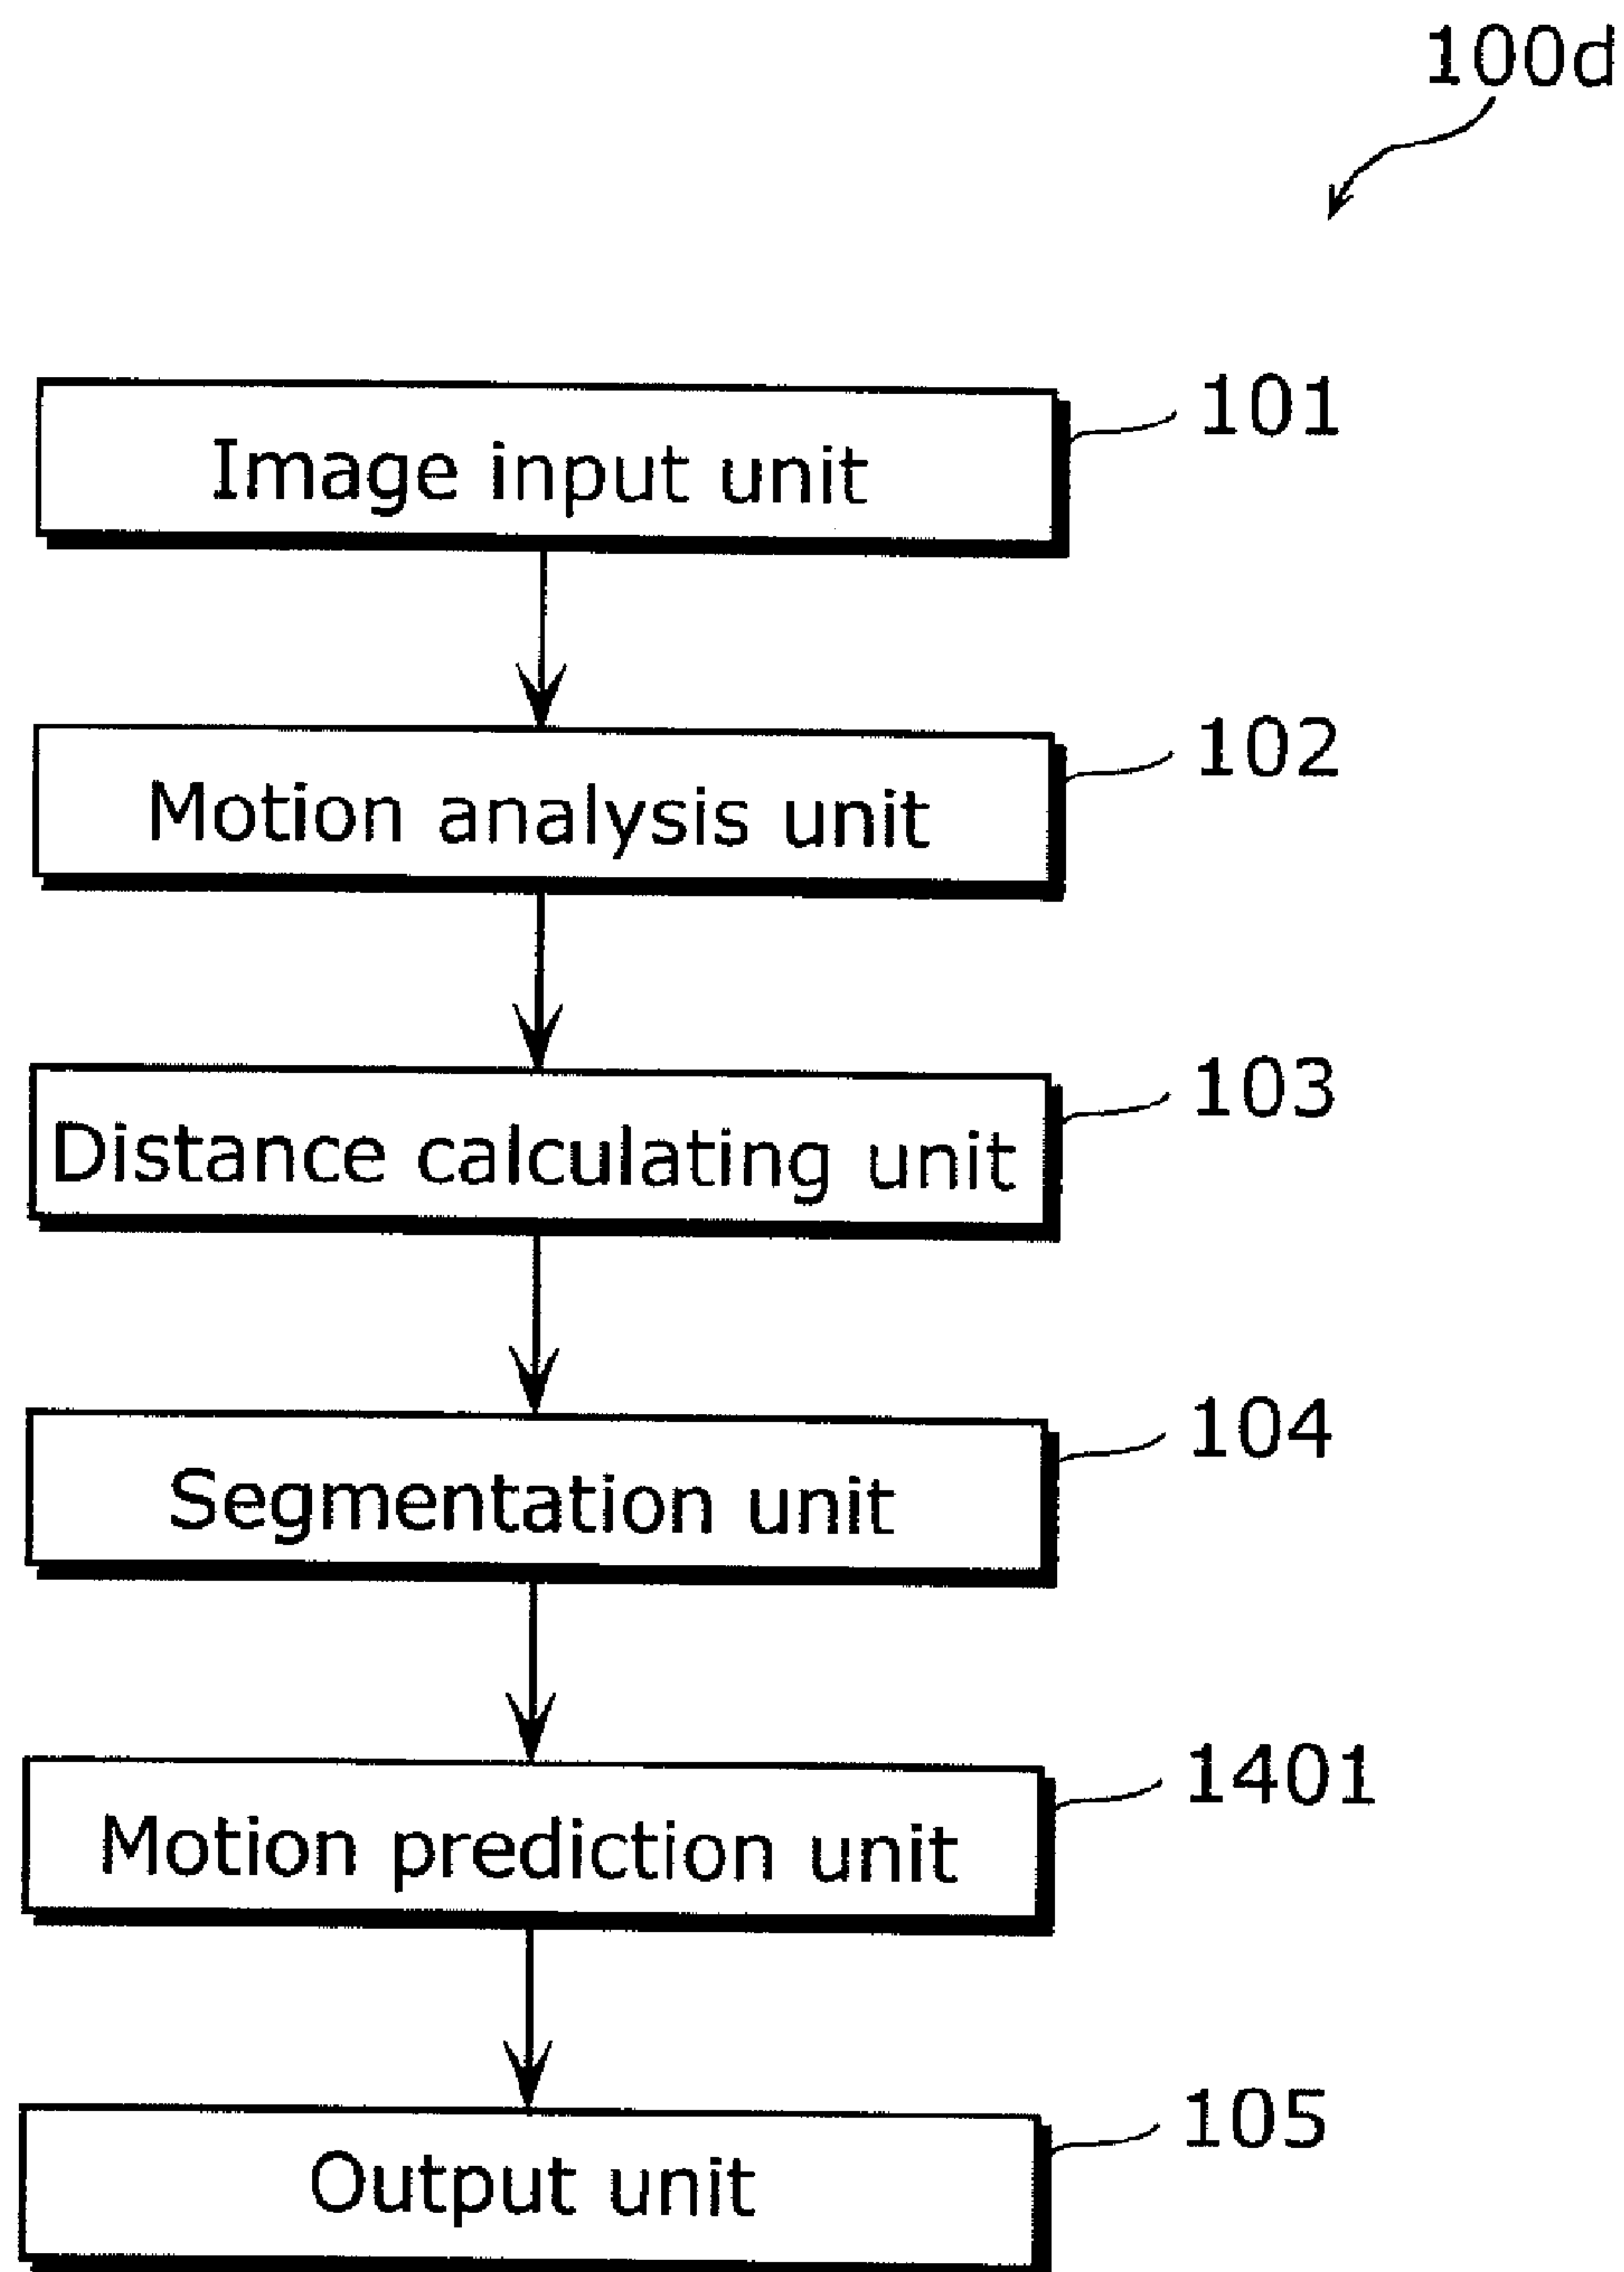 100d
Image input unit 101
Motion analysis unit 102
Distance calculating unit 103
Segmentation unit 104
Motion prediction unit 1401
Output unit 105